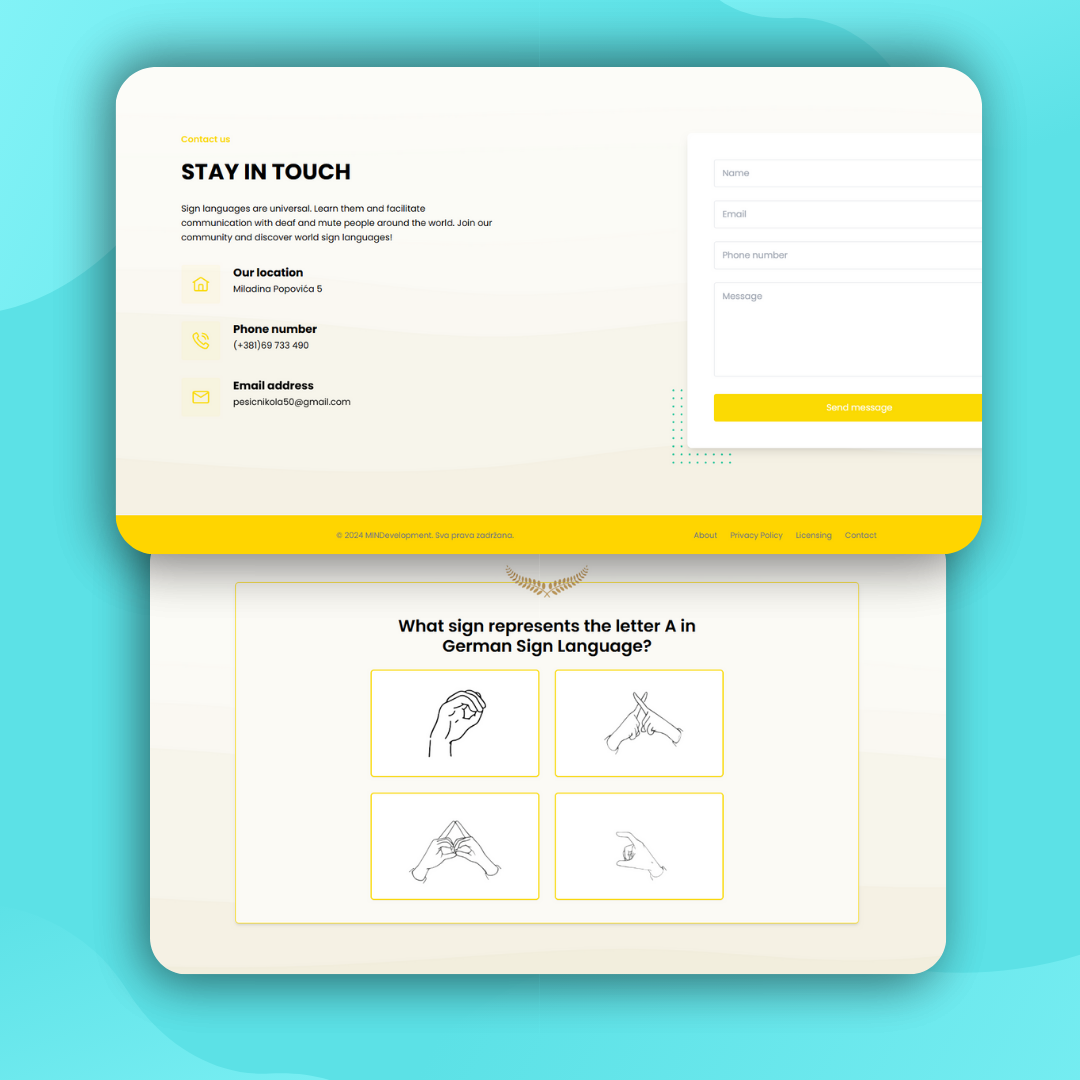 Contact us
STAY IN TOUCH
Sign languages are universal. Learn them and facilitate
communication with deaf and mute people around the world. Join our
community and discover world sign languages!
Our location
Miladina Popovića 5
Phone number
(+381)69 733 490
Email address
pesicnikola50@gmail.com
Name
Email
Phone number
Message
Send message
© 2024 MINDevelopment. Sva prava zadržana.
About Privacy Policy Licensing Contact
What sign represents the letter A in
German Sign Language?